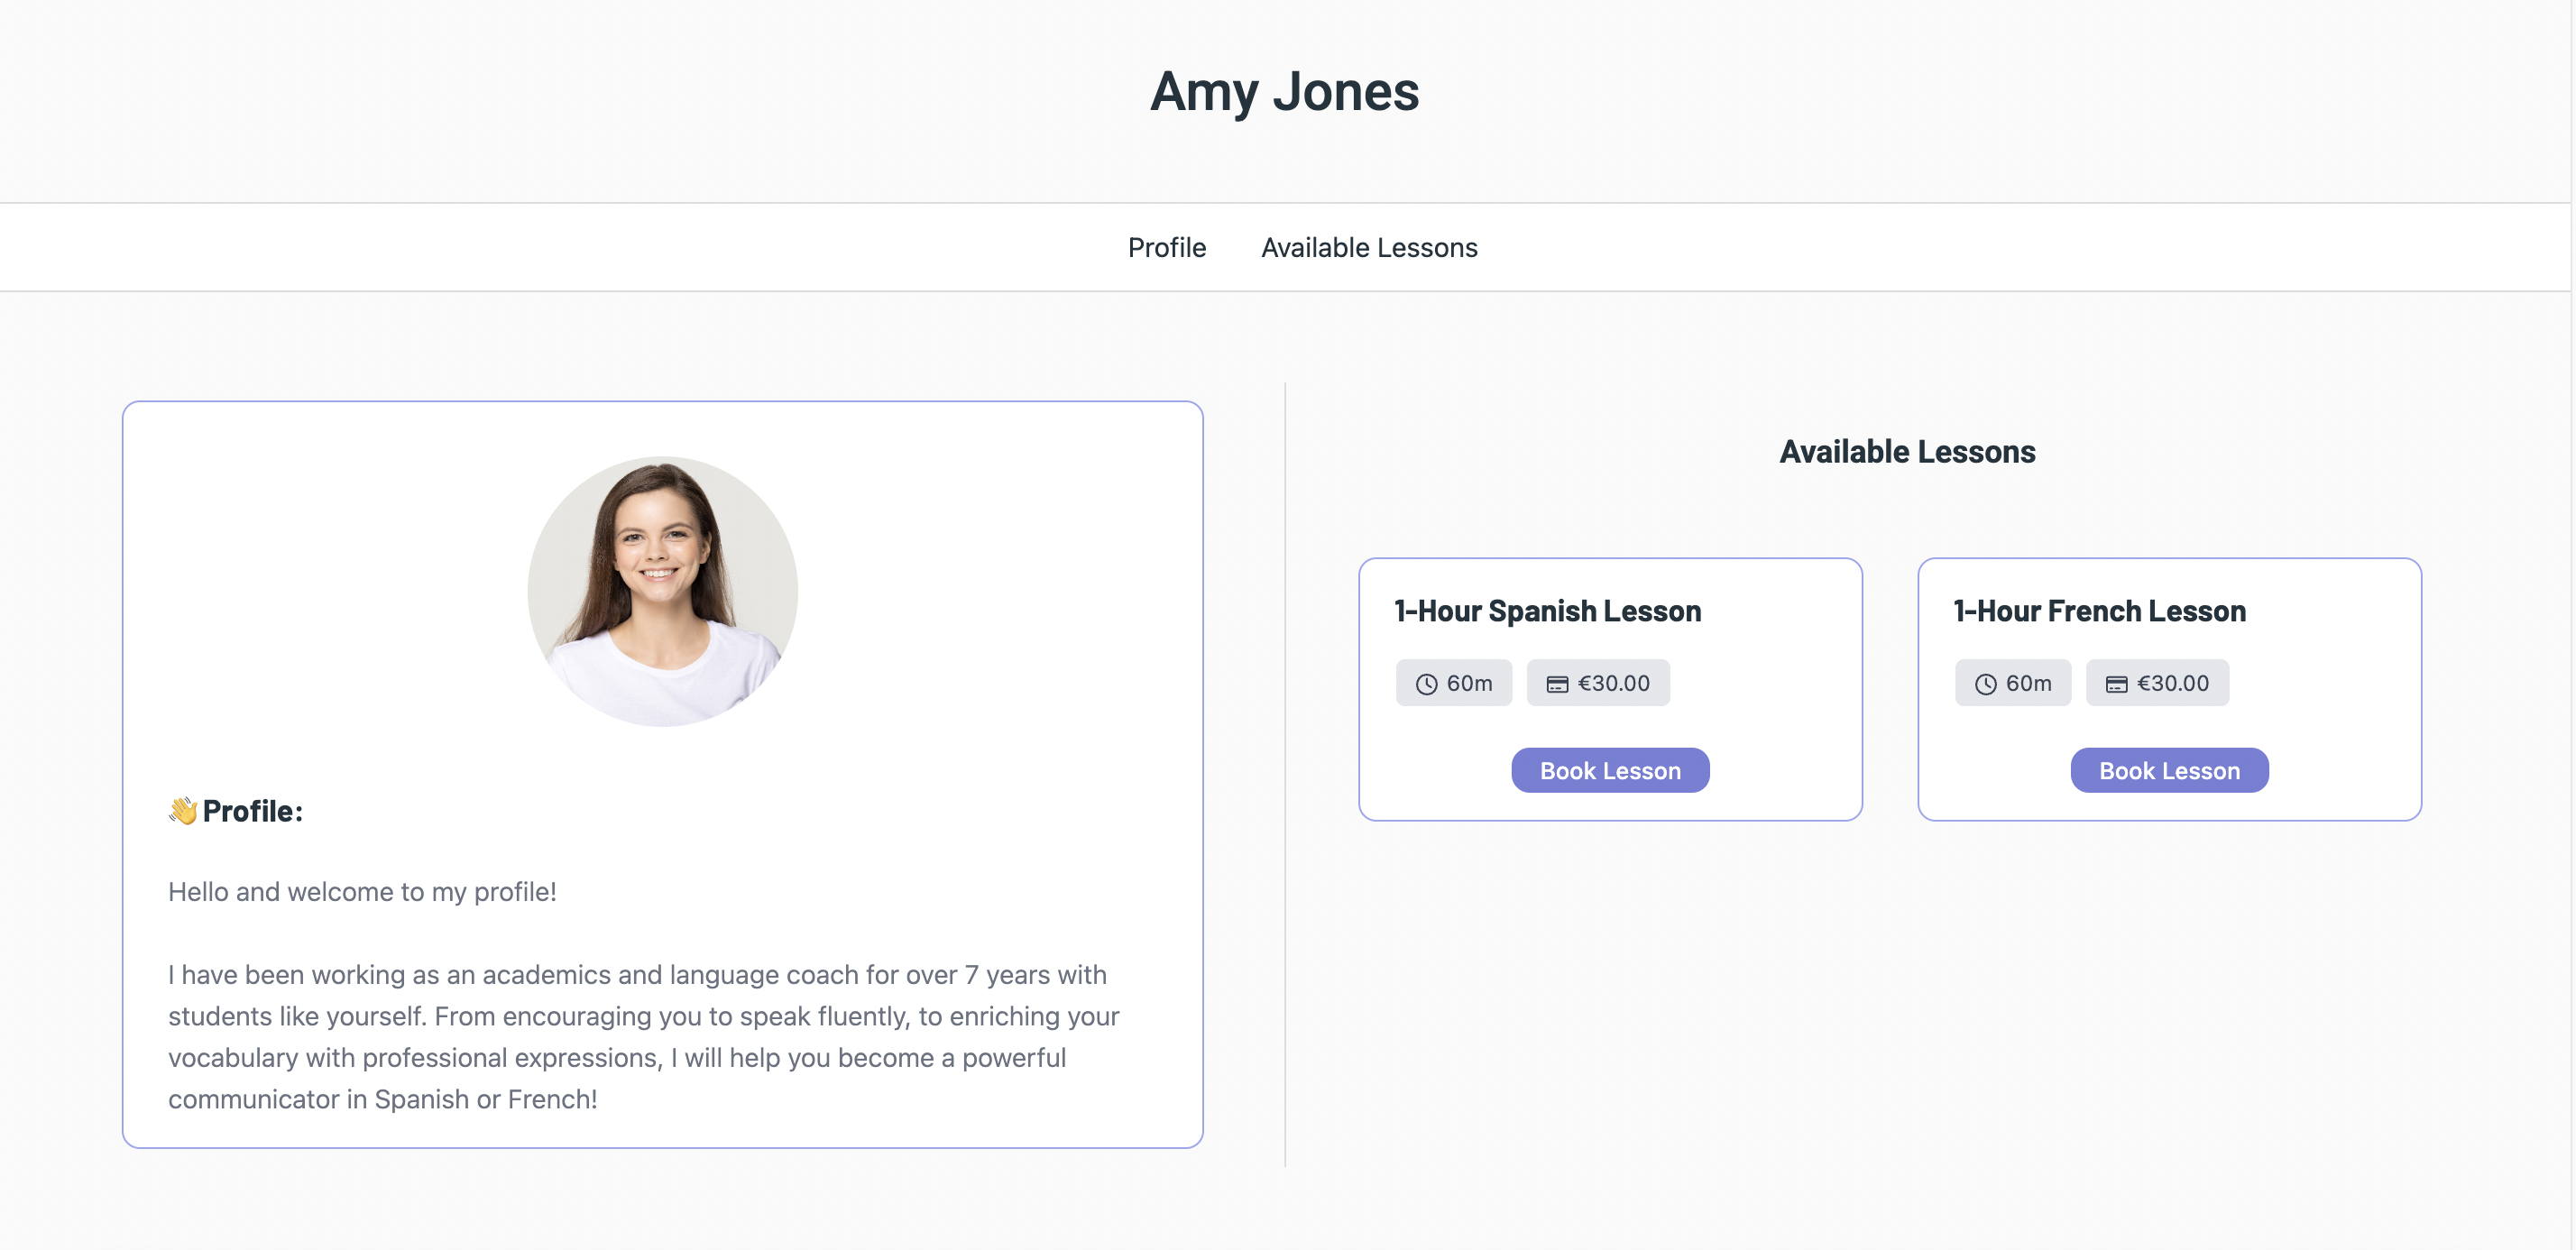 Amy Jones
Profile
Available Lessons
👋 Profile:
Hello and welcome to my profile!
I have been working as an academics and language coach for over 7 years with
students like yourself. From encouraging you to speak fluently, to enriching your
vocabulary with professional expressions, I will help you become a powerful
communicator in Spanish or French!
Available Lessons
1-Hour Spanish Lesson
60m
€30.00
Book Lesson
1-Hour French Lesson
60m
€30.00
Book Lesson